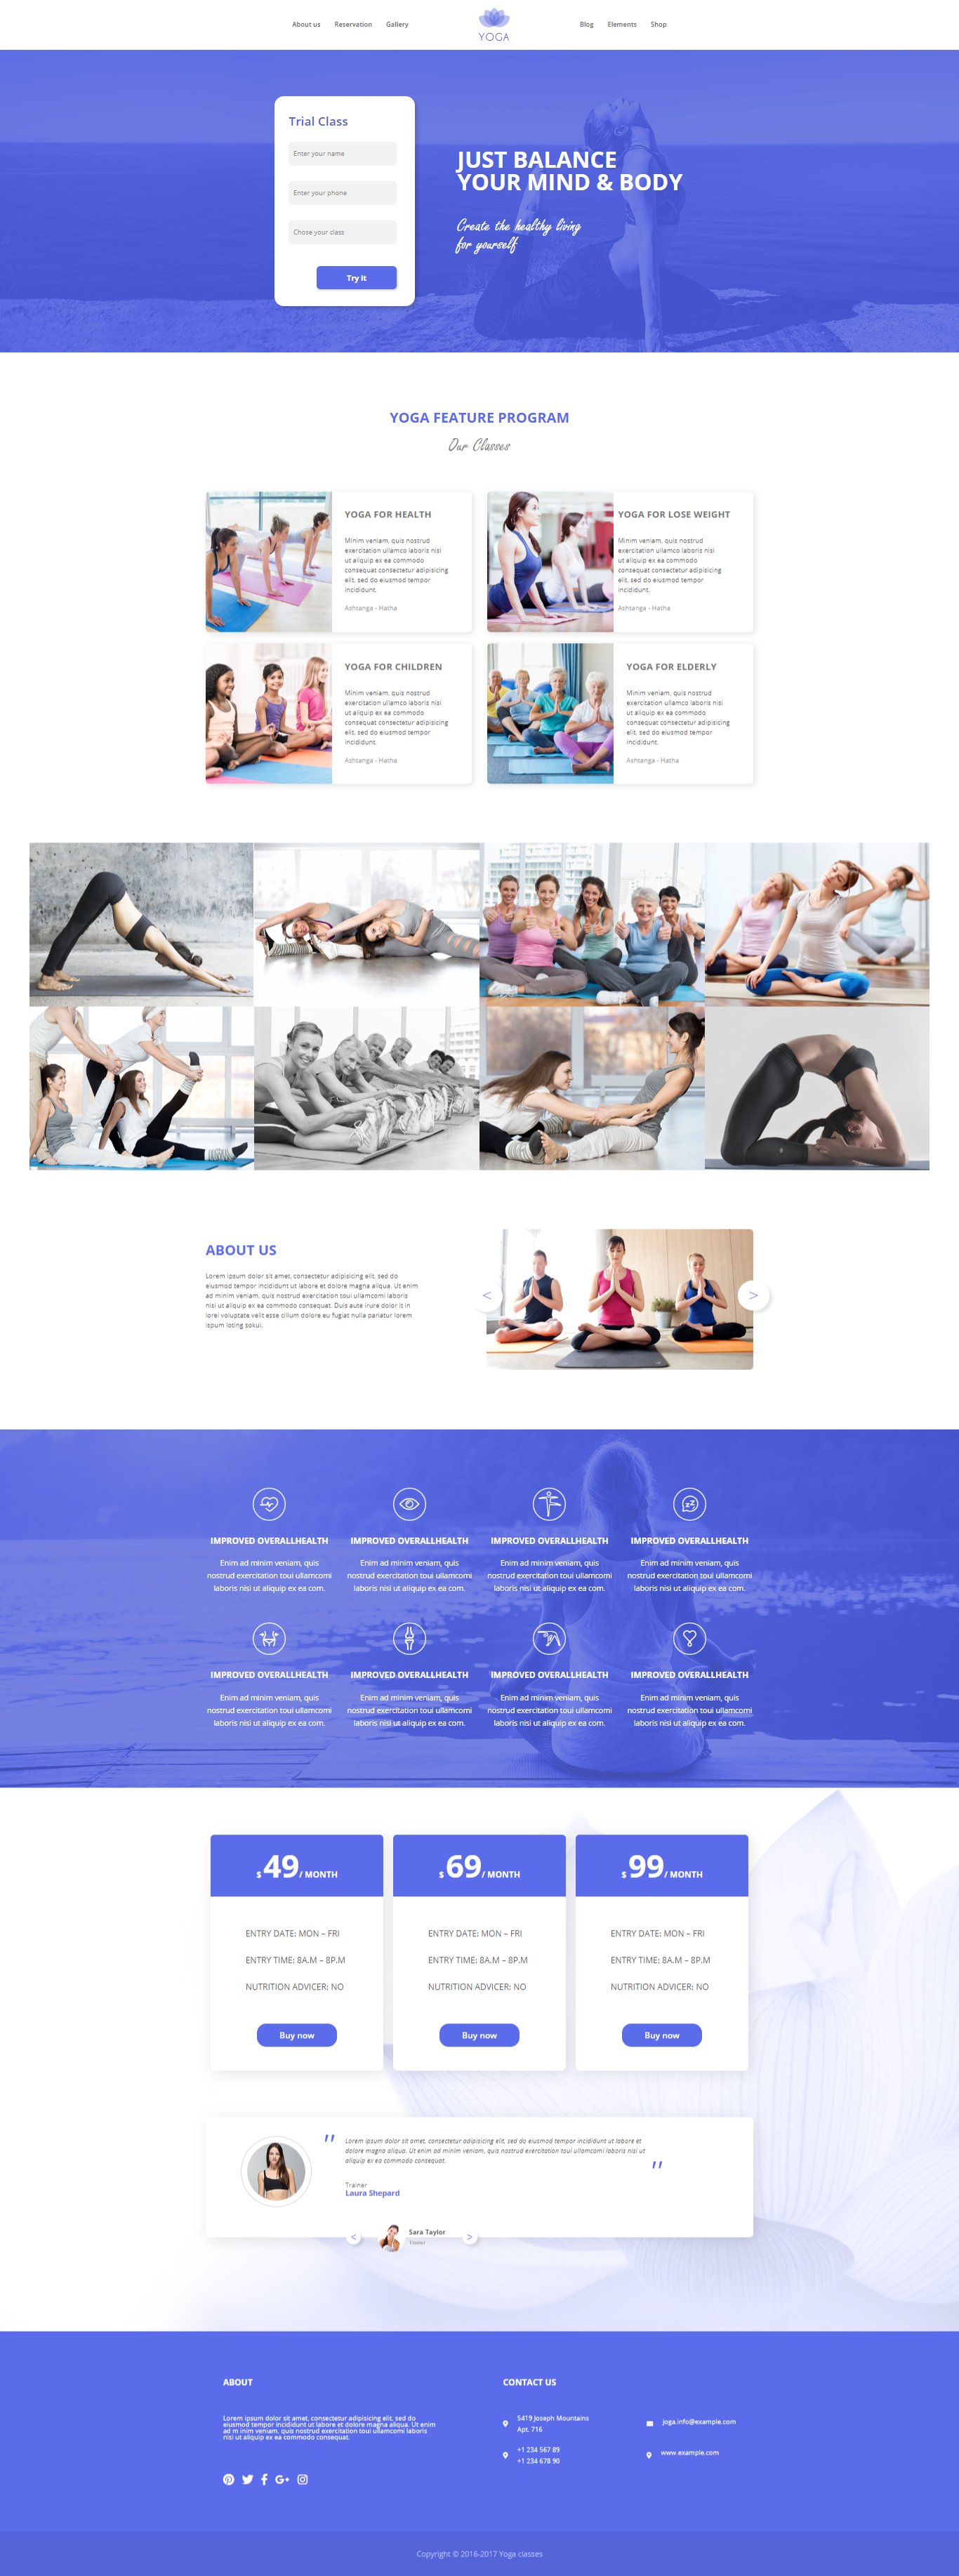 About us Reservation Gallery
YOGA
Blog Elements Shop
Trial Class
Enter your name
Enter your phone
Chose your class
Try It
JUST BALANCE
YOUR MIND & BODY
Create the healthy living
for yourself
YOGA FEATURE PROGRAM
Our Classes
YOGA FOR HEALTH
Minim veniam, quis nostrud
exercitation ullamco laboris nisi
ut aliquip ex ea commodo
consequat consectetur adipisicing
elit, sed do eiusmod tempor
incididunt.
Ashtanga - Hatha
YOGA FOR LOSE WEIGHT
Minim veniam, quis nostrud
exercitation ullamco laboris nisi
ut aliquip ex ea commodo
consequat consectetur adipisicing
elit, sed do eiusmod tempor
incididunt.
Ashtanga - Hatha
YOGA FOR CHILDREN
Minim veniam, quis nostrud
exercitation ullamco laboris nisi
ut aliquip ex ea commodo
consequat consectetur adipisicing
elit, sed do eiusmod tempor
incididunt.
Ashtanga - Hatha
YOGA FOR ELDERLY
Minim veniam, quis nostrud
exercitation ullamco laboris nisi
ut aliquip ex ea commodo
consequat consectetur adipisicing
elit, sed do eiusmod tempor
incididunt.
Ashtanga - Hatha
ABOUT US
Lorem ipsum dolor sit amet, consectetur adipisicing elit, sed do
eiusmod tempor incididunt ut labore et dolore magna aliqua. Ut enim
ad minim veniam, quis nostrud exercitation toui ullamcomi laboris
nisi ut aliquip ex ea commodo consequat. Duis aute irure dolor it in
lorei voluptate velit esse cillum dolore eu fugiat nulla pariatur lorem
ispum loting sokui.
< >
IMPROVED OVERALLHEALTH
Enim ad minim veniam, quis
nostrud exercitation toui ullamcomi
laboris nisi ut aliquip ex ea com.
IMPROVED OVERALLHEALTH
Enim ad minim veniam, quis
nostrud exercitation toui ullamcomi
laboris nisi ut aliquip ex ea com.
IMPROVED OVERALLHEALTH
Enim ad minim veniam, quis
nostrud exercitation toui ullamcomi
laboris nisi ut aliquip ex ea com.
IMPROVED OVERALLHEALTH
Enim ad minim veniam, quis
nostrud exercitation toui ullamcomi
laboris nisi ut aliquip ex ea com.
IMPROVED OVERALLHEALTH
Enim ad minim veniam, quis
nostrud exercitation toui ullamcomi
laboris nisi ut aliquip ex ea com.
IMPROVED OVERALLHEALTH
Enim ad minim veniam, quis
nostrud exercitation toui ullamcomi
laboris nisi ut aliquip ex ea com.
IMPROVED OVERALLHEALTH
Enim ad minim veniam, quis
nostrud exercitation toui ullamcomi
laboris nisi ut aliquip ex ea com.
IMPROVED OVERALLHEALTH
Enim ad minim veniam, quis
nostrud exercitation toui ullamcomi
laboris nisi ut aliquip ex ea com.
$ 49 / MONTH
ENTRY DATE: MON – FRI
ENTRY TIME: 8A.M – 8P.M
NUTRITION ADVICER: NO
Buy now
$ 69 / MONTH
ENTRY DATE: MON – FRI
ENTRY TIME: 8A.M – 8P.M
NUTRITION ADVICER: NO
Buy now
$ 99 / MONTH
ENTRY DATE: MON – FRI
ENTRY TIME: 8A.M – 8P.M
NUTRITION ADVICER: NO
Buy now
" Lorem ipsum dolor sit amet, consectetur adipisicing elit, sed do eiusmod tempor incididunt ut labore et
dolore magna aliqua. Ut enim ad minim veniam, quis nostrud exercitation toui ullamcomi laboris nisi ut
aliquip ex ea commodo consequat. "
Trainer
Laura Shepard
< Sara Taylor >
ABOUT
Lorem ipsum dolor sit amet, consectetur adipisicing elit, sed do
eiusmod tempor incididunt ut labore et dolore magna aliqua. Ut enim
ad m inim veniam, quis nostrud exercitation toui ullamcomi laboris
nisi ut aliquip ex ea commodo consequat.
CONTACT US
5419 Joseph Mountains
Apt. 716
+1 234 567 89
+1 234 678 90
joga.info@example.com
www.example.com
Copyright © 2016-2017 Yoga classes